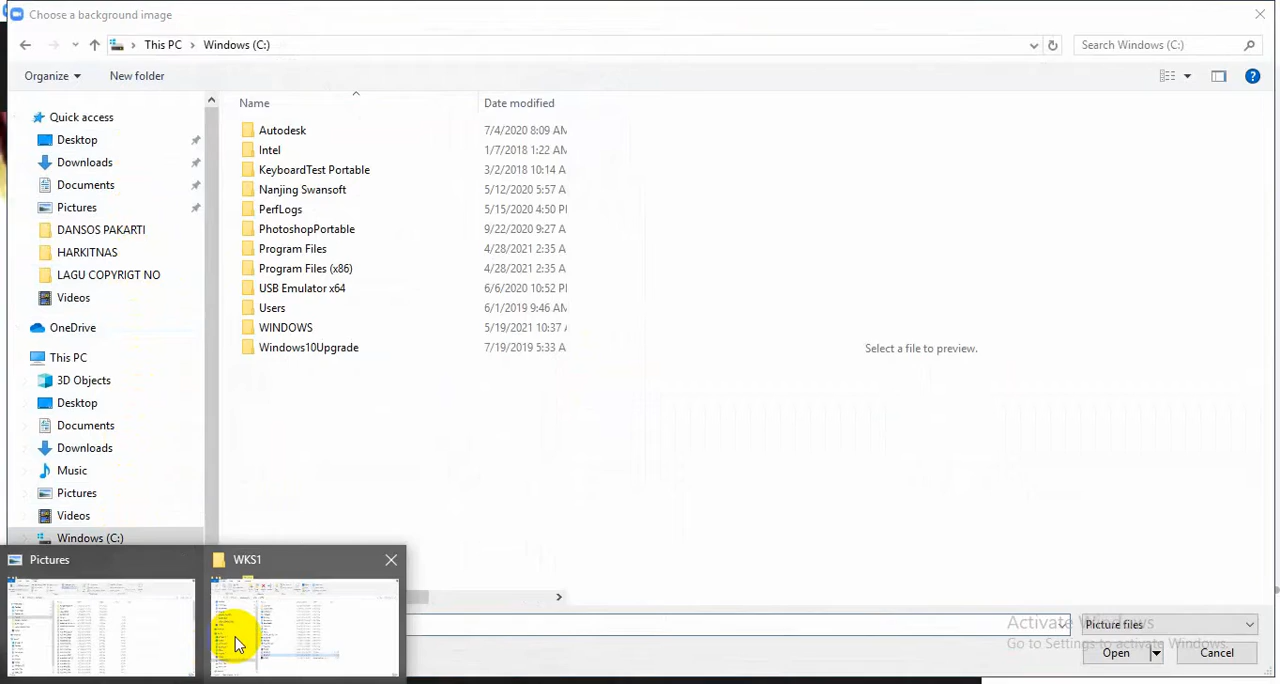 Choose a background image
This PC
Windows (C:)
Search Windows (C:)
Organize
New folder
Name
Date modified
Quick access
Desktop
Downloads
Documents
Pictures
DANSOS PAKARTI
HARKITNAS
LAGU COPYRIGT NO
Videos
OneDrive
This PC
3D Objects
Desktop
Documents
Downloads
Music
Pictures
Videos
Windows (C:)
Autodesk 7/4/2020 8:09 AM
Intel 1/7/2018 1:22 AM
KeyboardTest Portable 3/2/2018 10:14 A
Nanjing Swansoft 5/12/2020 5:57 A
PerfLogs 5/15/2020 4:50 PI
PhotoshopPortable 9/22/2020 9:27 A
Program Files 4/28/2021 2:35 A
Program Files (x86) 4/28/2021 2:35 A
USB Emulator x64 6/6/2020 10:52 PI
Users 6/1/2019 9:46 AM
WINDOWS 5/19/2021 10:37
Windows10Upgrade 7/19/2019 5:33 A
Select a file to preview.
Pictures
WKS1
Activate Windows
Go to Settings to activate Windows.
Picture files
Open
Cancel